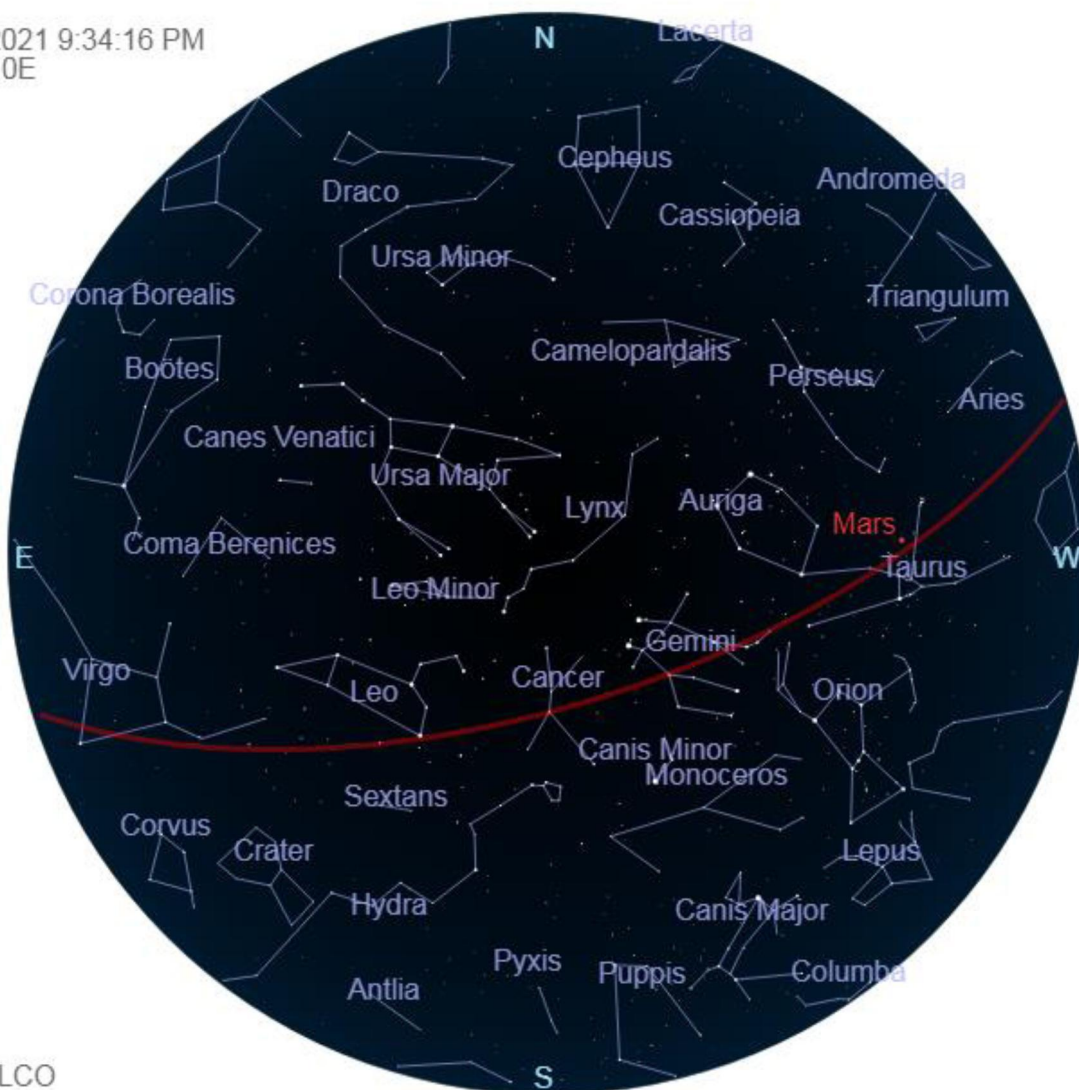 2021 9:34:16 PM
0E
N
Lacerta
Cepheus
Draco
Andromeda
Cassiopeia
Ursa Minor
Corona Borealis
Triangulum
Camelopardalis
Boötes
Perseus
Aries
Canes Venatici
Ursa Major
Lynx
Auriga
Mars
E
Coma Berenices
W
Taurus
Leo Minor
Gemini
Virgo
Leo
Cancer
Orion
Canis Minor
Monoceros
Sextans
Corvus
Crater
Lepus
Hydra
Canis Major
Pyxis
Puppis
Columba
Antlia
S
LCO